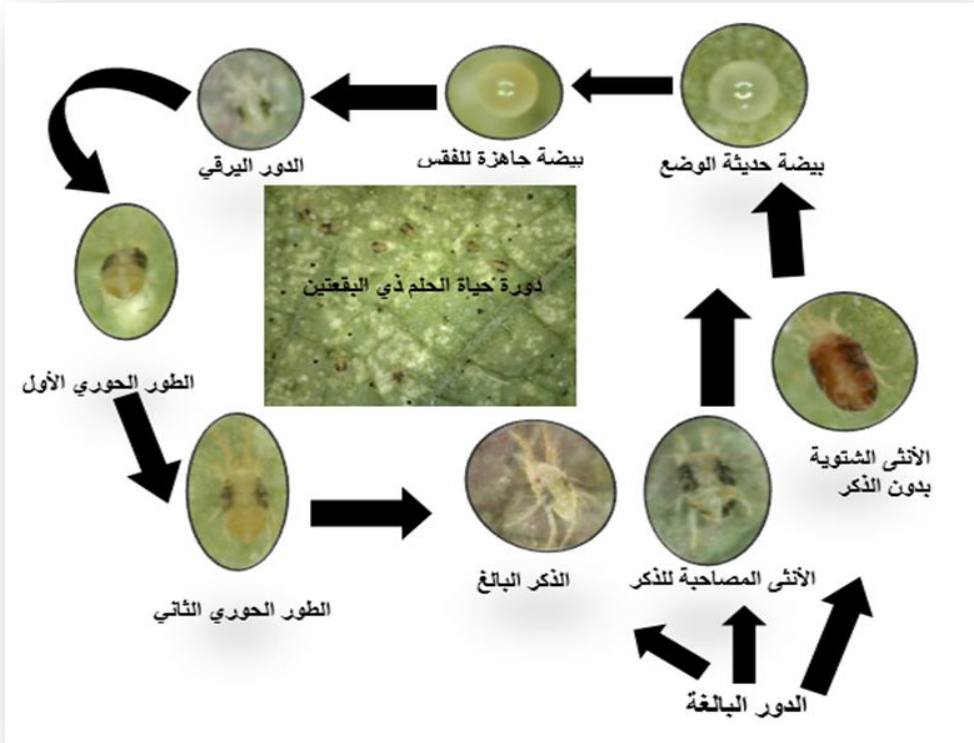 بيضة حديثة الوضع
بيضة جاهزة للفقس
الدور اليرقي
دورة حياة الحلم ذي البقعتين
الطور الحوري الأول
الأنثى الشتوية
بدون الذكر
الأنثى المصاحبة للذكر
الذكر البالغ
الطور الحوري الثاني
الدور البالغة